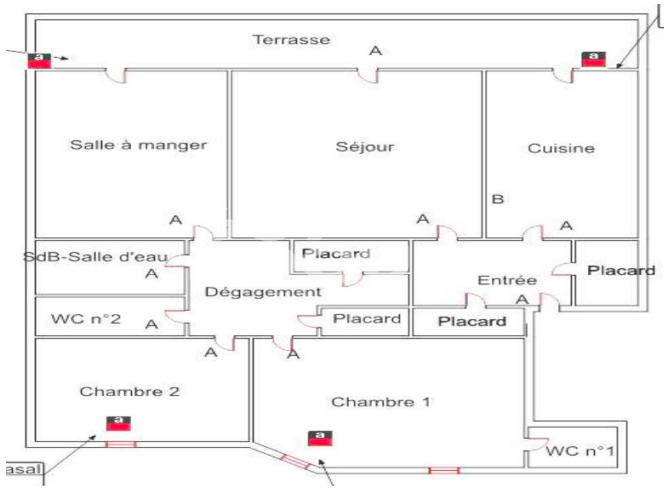 Terrasse
A
a
a
Salle à manger
Séjour
Cuisine
B
A
A
A
SdB-Salle d'eau
A
Placard
Entrée
Placard
Dégagement
A
WC n°2
A
Placard
Placard
A
A
Chambre 2
Chambre 1
a
a
WC n°1
asal